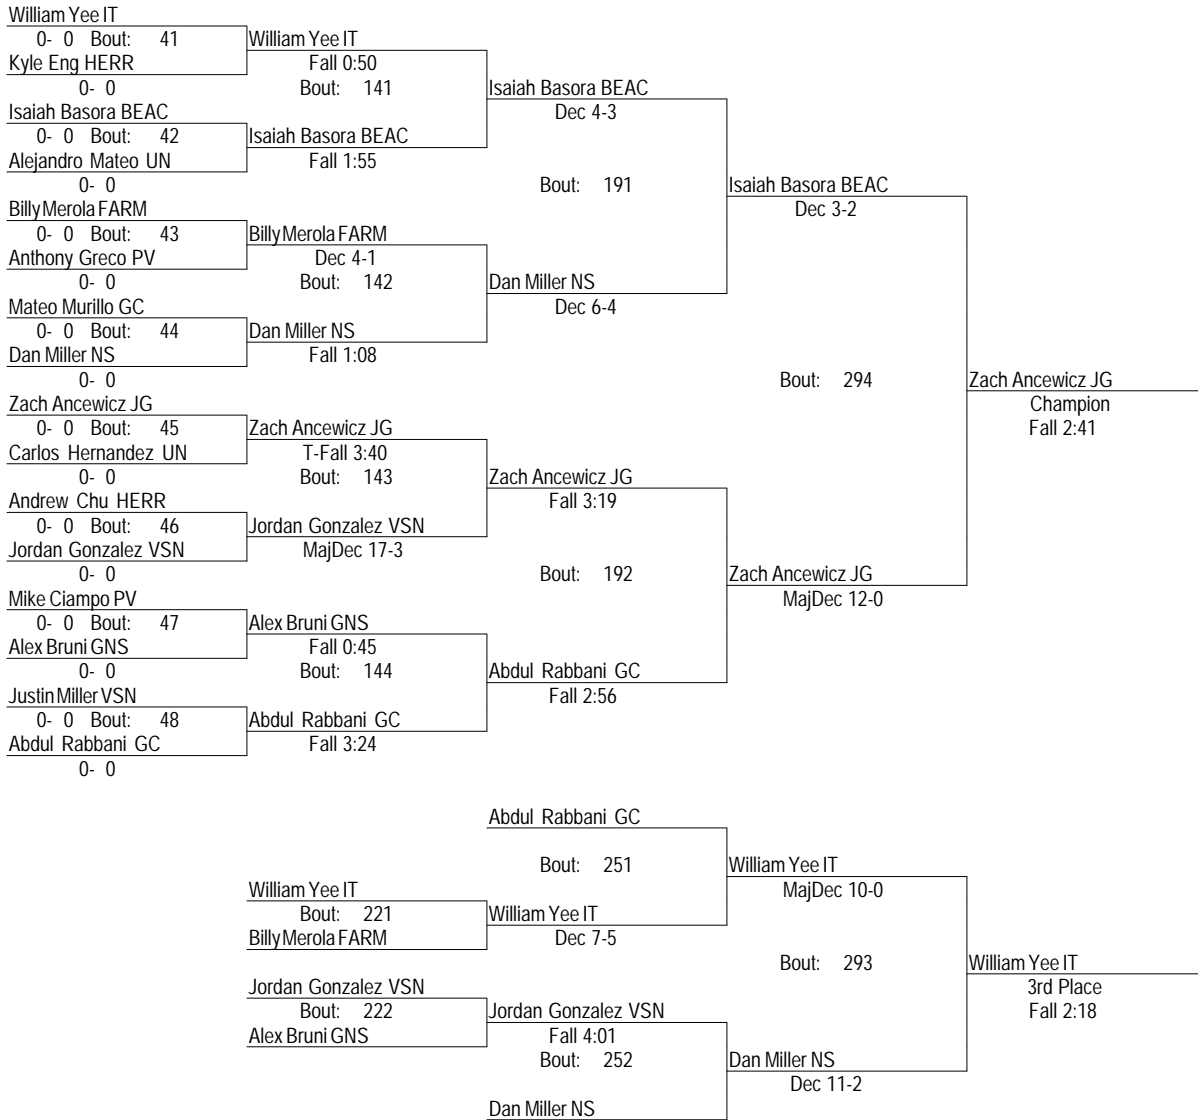 William Yee IT
0- 0 Bout: 41 William Yee IT
Kyle Eng HERR Fall 0:50
0- 0 Bout: 141 Isaiah Basora BEAC
Isaiah Basora BEAC Dec 4-3
0- 0 Bout: 42 Isaiah Basora BEAC
Alejandro Mateo UN Fall 1:55
0- 0 Bout: 191 Isaiah Basora BEAC
Billy Merola FARM Dec 3-2
0- 0 Bout: 43 Billy Merola FARM
Anthony Greco PV Dec 4-1
0- 0 Bout: 142 Dan Miller NS
Mateo Murillo GC Dec 6-4
0- 0 Bout: 44 Dan Miller NS
Dan Miller NS Fall 1:08
0- 0 Bout: 294 Zach Ancewicz JG
Zach Ancewicz JG Champion
0- 0 Bout: 45 Zach Ancewicz JG Fall 2:41
Carlos Hernandez UN T-Fall 3:40
0- 0 Bout: 143 Zach Ancewicz JG
Andrew Chu HERR Fall 3:19
0- 0 Bout: 46 Jordan Gonzalez VSN
Jordan Gonzalez VSN MajDec 17-3
0- 0 Bout: 192 Zach Ancewicz JG
Mike Ciampo PV MajDec 12-0
0- 0 Bout: 47 Alex Bruni GNS
Alex Bruni GNS Fall 0:45
0- 0 Bout: 144 Abdul Rabbani GC
Justin Miller VSN Fall 2:56
0- 0 Bout: 48 Abdul Rabbani GC
Abdul Rabbani GC Fall 3:24
0- 0
Abdul Rabbani GC
Bout: 251 William Yee IT
William Yee IT MajDec 10-0
Bout: 221 William Yee IT
Billy Merola FARM Dec 7-5
Bout: 293 William Yee IT
Jordan Gonzalez VSN 3rd Place
Bout: 222 Jordan Gonzalez VSN Fall 2:18
Alex Bruni GNS Fall 4:01
Bout: 252 Dan Miller NS
Dec 11-2
Dan Miller NS